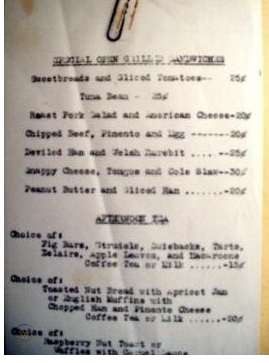 SPECIAL OPEN GRILLED SANDWICHES
Sweetbreads and Sliced Tomatoes-- 25¢
Tuna Bean - 25¢
Roast Pork Salad and American Cheese-20¢
Chipped Beef, Pimento and Egg -------20¢
Deviled Ham and Welsh Rarebit .... --25¢
Snappy Cheese, Tongue and Cole Slaw--30¢
Peanut Butter and Sliced Ham .......-20¢
AFTERNOON TEA
Choice of:
Fig Bars, Strudels, Zwiebacks, Tarts,
Eclairs, Apple Leaves, and Macaroons
Coffee Tea or Milk ......-15¢
Choice of:
Toasted Nut Bread with Apricot Jam
or English Muffins with
Chopped Ham and Pimento Cheese
Coffee Tea or Milk ......-20¢
Choice of:
Raspberry Nut Toast or
Waffles with